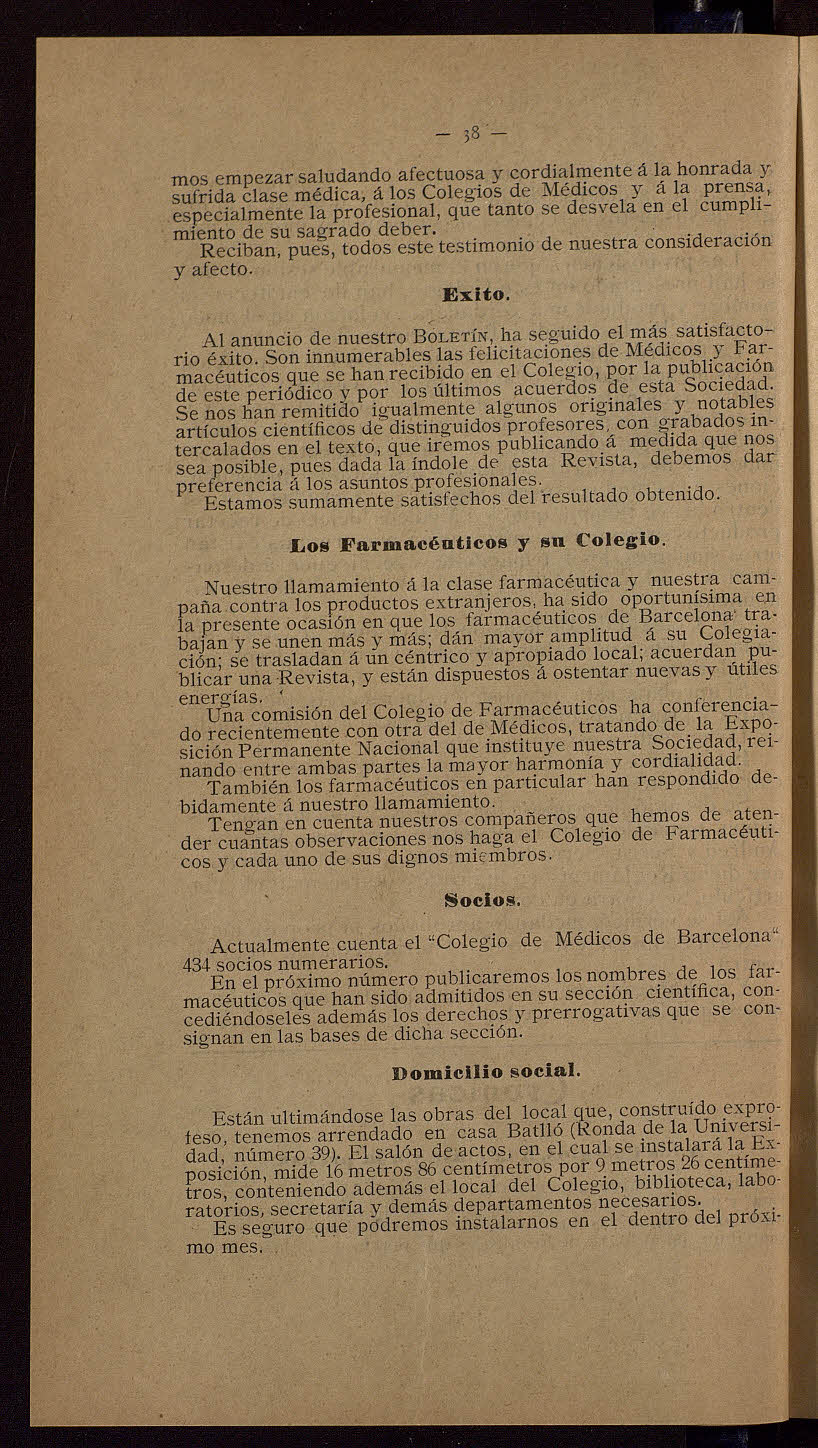 — 38 —
mos empezar saludando afectuosa y cordialmente á la honrada y
sufrida clase médica, á los Colegios de Médicos y á la prensa,
especialmente la profesional, que tanto se desvela en el cumpli-
miento de su sagrado deber.
Reciban, pues, todos este testimonio de nuestra consideración
y afecto.
Exito.
Al anuncio de nuestro BOLETÍN, ha seguido el más satisfacto-
rio éxito. Son innumerables las felicitaciones de Médicos y Far-
macéuticos que se han recibido en el Colegio, por la publicación
de este periódico y por los últimos acuerdos de esta Sociedad.
Se nos han remitido igualmente algunos originales y notables
artículos científicos de distinguidos profesores, con grabados in-
tercalados en el texto, que iremos publicando á medida que nos
sea posible, pues dada la índole de esta Revista, debemos dar
preferencia á los asuntos profesionales.
Estamos sumamente satisfechos del resultado obtenido.
Los Farmacéuticos y su Colegio.
Nuestro llamamiento á la clase farmacéutica y nuestra cam-
paña contra los productos extranjeros, ha sido oportunísima en
la presente ocasión en que los farmacéuticos de Barcelona tra-
bajan y se unen más y más; dán mayor amplitud á su Colegia-
ción; se trasladan á un céntrico y apropiado local; acuerdan pu-
blicar una Revista, y están dispuestos á ostentar nuevas y útiles
energías.
Una comisión del Colegio de Farmacéuticos ha conferencia-
do recientemente con otra del de Médicos, tratando de la Expo-
sición Permanente Nacional que instituye nuestra Sociedad, rei-
nando entre ambas partes la mayor harmonía y cordialidad.
También los farmacéuticos en particular han respondido de-
bidamente á nuestro llamamiento.
Tengan en cuenta nuestros compañeros que hemos de aten-
der cuantas observaciones nos haga el Colegio de Farmacéuti-
cos y cada uno de sus dignos miembros.
Socios.
Actualmente cuenta el "Colegio de Médicos de Barcelona"
434 socios numerarios.
En el próximo número publicaremos los nombres de los far-
macéuticos que han sido admitidos en su sección científica, con-
cediéndoseles además los derechos y prerrogativas que se con-
signan en las bases de dicha sección.
Domicilio social.
Están ultimándose las obras del local que, construído expro-
feso, tenemos arrendado en casa Batlló (Ronda de la Universi-
dad, número 39). El salón de actos, en el cual se instalará la Ex-
posición, mide 16 metros 86 centímetros por 9 metros 26 centíme-
tros, conteniendo además el local del Colegio, biblioteca, labo-
ratorios, secretaría y demás departamentos necesarios.
Es seguro que podremos instalarnos en el dentro del próxi-
mo mes.